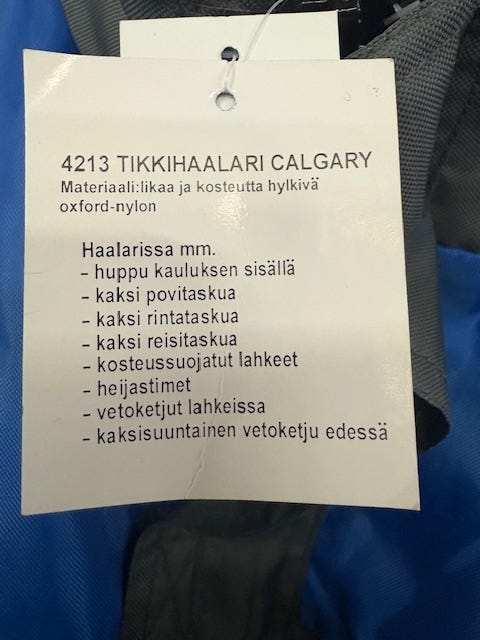 4213 TIKKIHAALARI CALGARY
Materiaali:likaa ja kosteutta hylkivä
oxford-nylon
Haalarissa mm.
- huppu kauluksen sisällä
- kaksi povitaskua
- kaksi rintataskua
- kaksi reisitaskua
- kosteussuojatut lahkeet
- heijastimet
- vetoketjut lahkeissa
- kaksisuuntainen vetoketju edessä